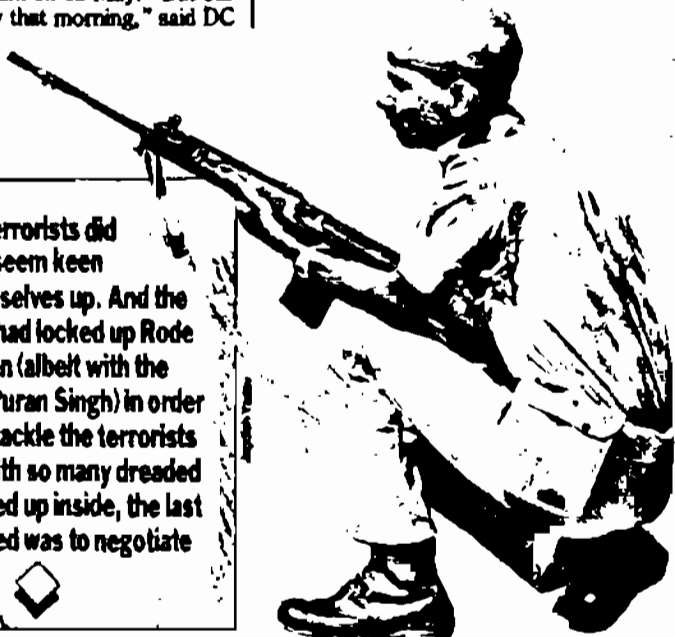 y that morning," said DC
errorists did
seem keen
selves up. And the
had locked up Rode
n (albeit with the
Puran Singh) in order
ackle the terrorists
th so many dreaded
ed up inside, the last
ed was to negotiate